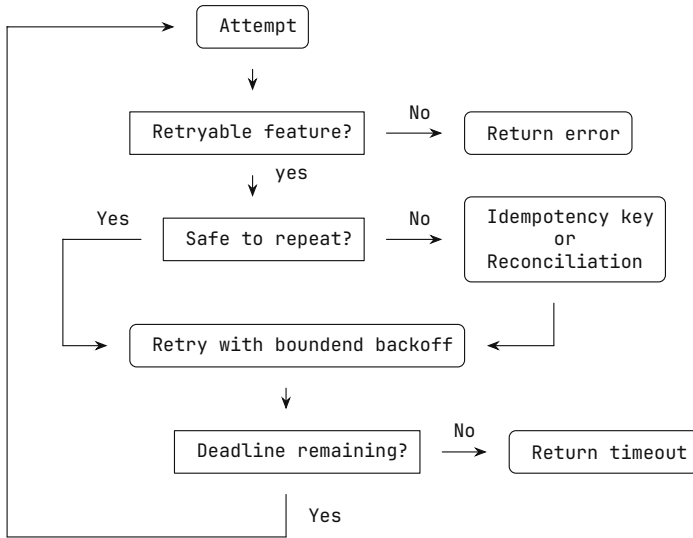 Attempt
Retryable feature?
No
Return error
yes
Yes
Safe to repeat?
No
Idempotency key
or
Reconciliation
Retry with boundend backoff
Deadline remaining?
No
Return timeout
Yes